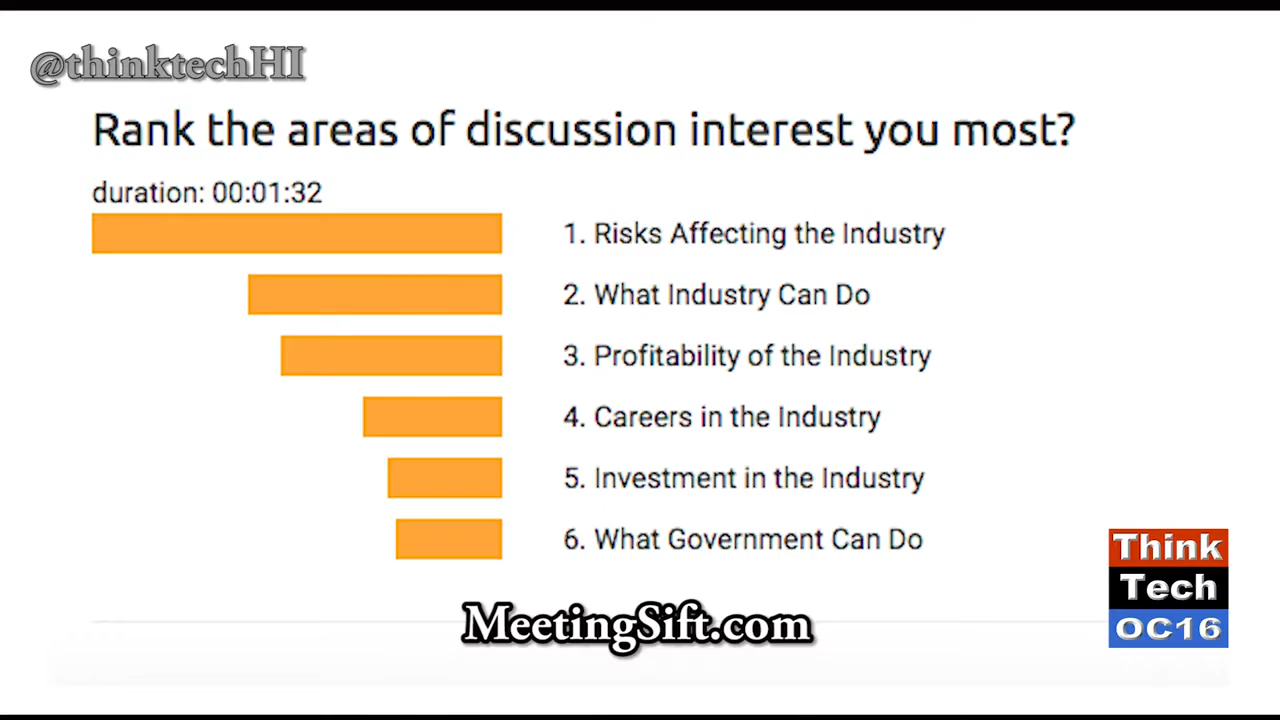 @thinktechHI
Rank the areas of discussion interest you most?
duration: 00:01:32
1. Risks Affecting the Industry
2. What Industry Can Do
3. Profitability of the Industry
4. Careers in the Industry
5. Investment in the Industry
6. What Government Can Do
MeetingSift.com
Think
Tech
OC16